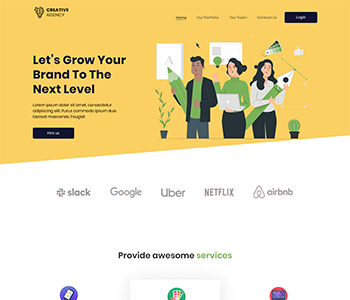 CREATIVE
AGENCY
Home
Our Portfolio
Our Team
Contact Us
Login
Let's Grow Your
Brand To The
Next Level
Lorem ipsum dolor sit amet, consectetur
adipiscing elit. Purus commodo ipsum duis
laoreet maecenas. Feugiat
Hire us
slack
Google
Uber
NETFLIX
airbnb
Provide awesome services